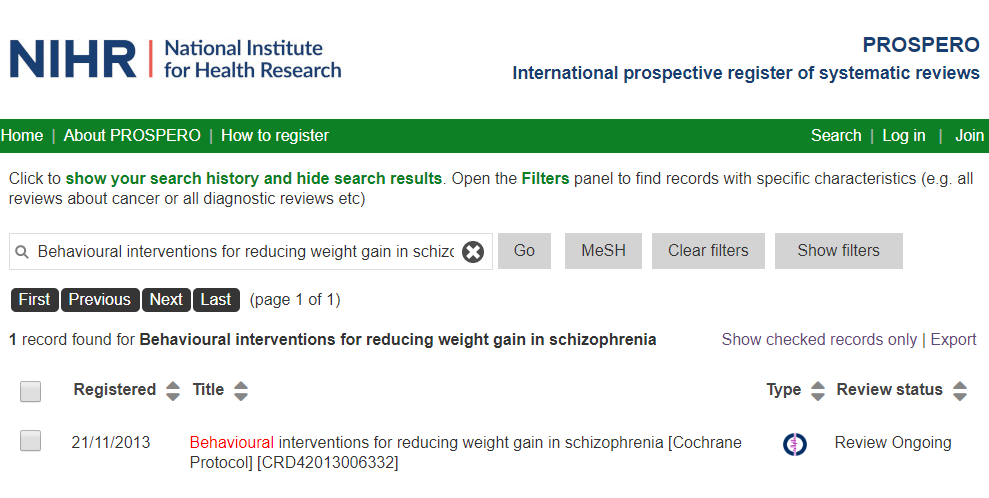 NIHR | National Institute
for Health Research
PROSPERO
International prospective register of systematic reviews
Home | About PROSPERO | How to register
Search | Log in | Join
Click to show your search history and hide search results. Open the Filters panel to find records with specific characteristics (e.g. all
reviews about cancer or all diagnostic reviews etc)
Behavioural interventions for reducing weight gain in schizo
Go
MeSH
Clear filters
Show filters
First Previous Next Last (page 1 of 1)
1 record found for Behavioural interventions for reducing weight gain in schizophrenia
Show checked records only | Export
Registered Title Type Review status
21/11/2013 Behavioural interventions for reducing weight gain in schizophrenia [Cochrane Review Ongoing
Protocol] [CRD42013006332]